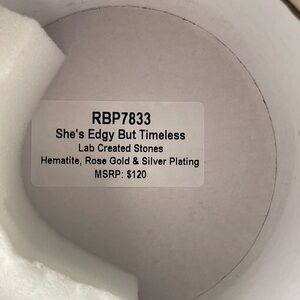 RBP7833
She's Edgy But Timeless
Lab Created Stones
Hematite, Rose Gold & Silver Plating
MSRP: $120